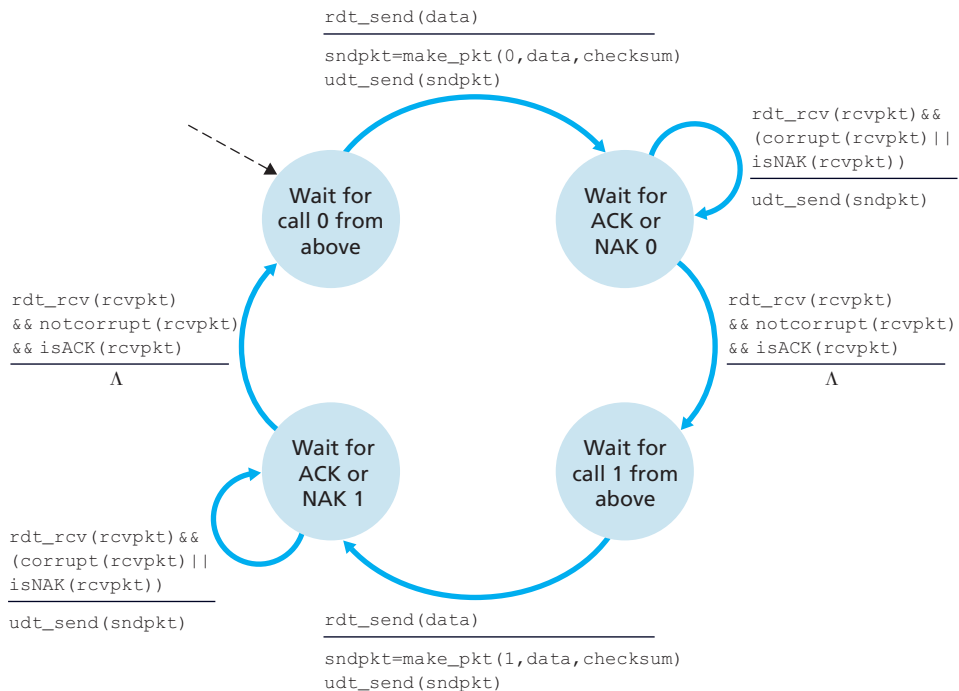 rdt_send(data)
sndpkt=make_pkt(0,data,checksum)
udt_send(sndpkt)
rdt_rcv(rcvpkt)&&
(corrupt(rcvpkt)||
isNAK(rcvpkt))
udt_send(sndpkt)
Wait for
call 0 from
above
Wait for
ACK or
NAK 0
rdt_rcv(rcvpkt)
&& notcorrupt(rcvpkt)
&& isACK(rcvpkt)
Λ
rdt_rcv(rcvpkt)
&& notcorrupt(rcvpkt)
&& isACK(rcvpkt)
Λ
Wait for
ACK or
NAK 1
Wait for
call 1 from
above
rdt_rcv(rcvpkt)&&
(corrupt(rcvpkt)||
isNAK(rcvpkt))
udt_send(sndpkt)
rdt_send(data)
sndpkt=make_pkt(1,data,checksum)
udt_send(sndpkt)